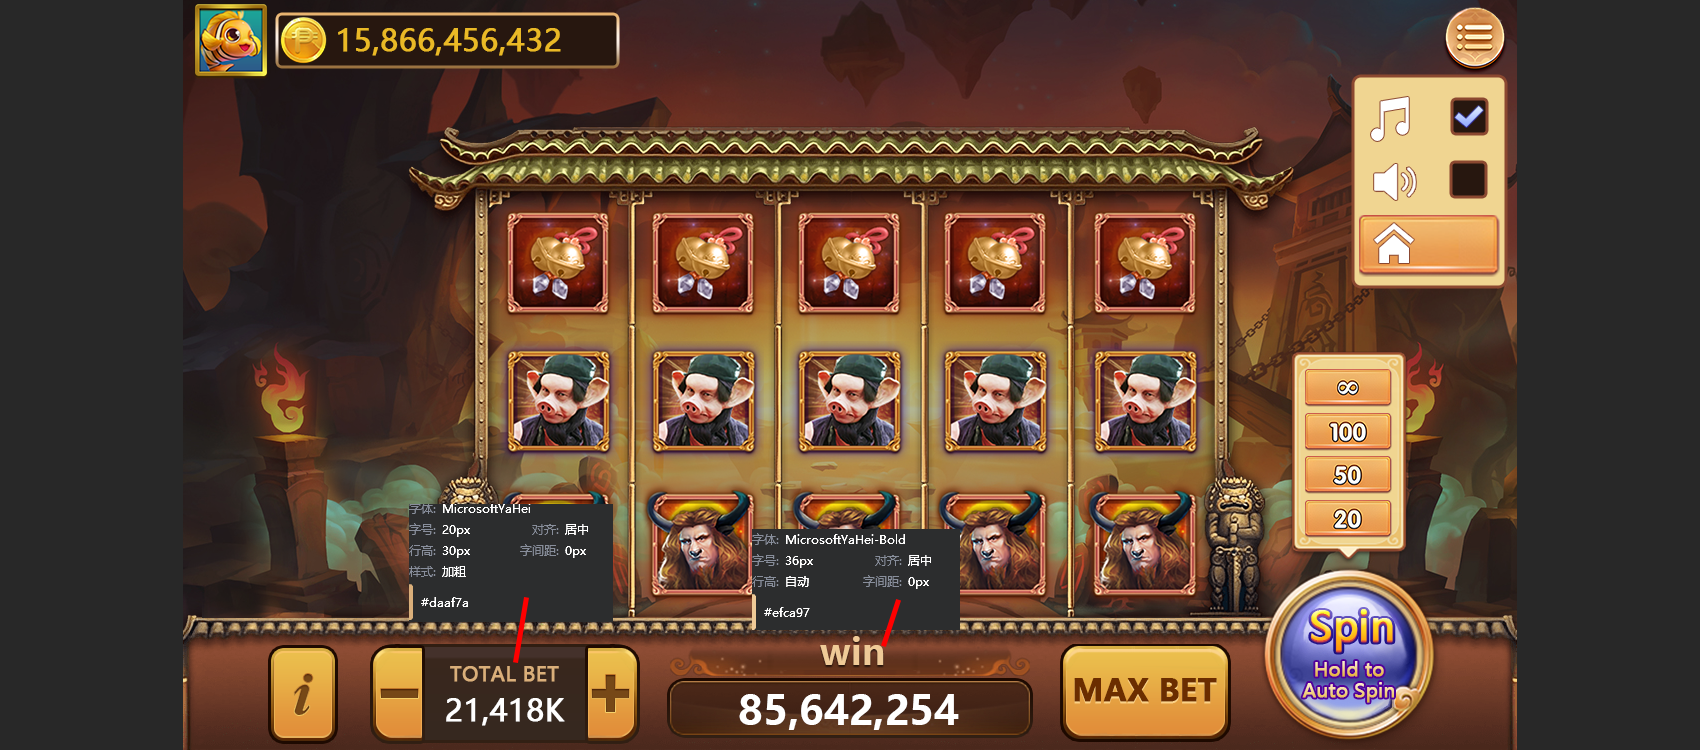 15,866,456,432
∞
100
50
20
字体: MicrosoftYaHei
字号: 20px 对齐: 居中
行高: 30px 字间距: 0px
样式: 加粗
#daaf7a
字体: MicrosoftYaHei-Bold
字号: 36px 对齐: 居中
行高: 自动 字间距: 0px
#efca97
Spin
Hold to
Auto Spin
win
i
TOTAL BET
21,418K
85,642,254
MAX BET